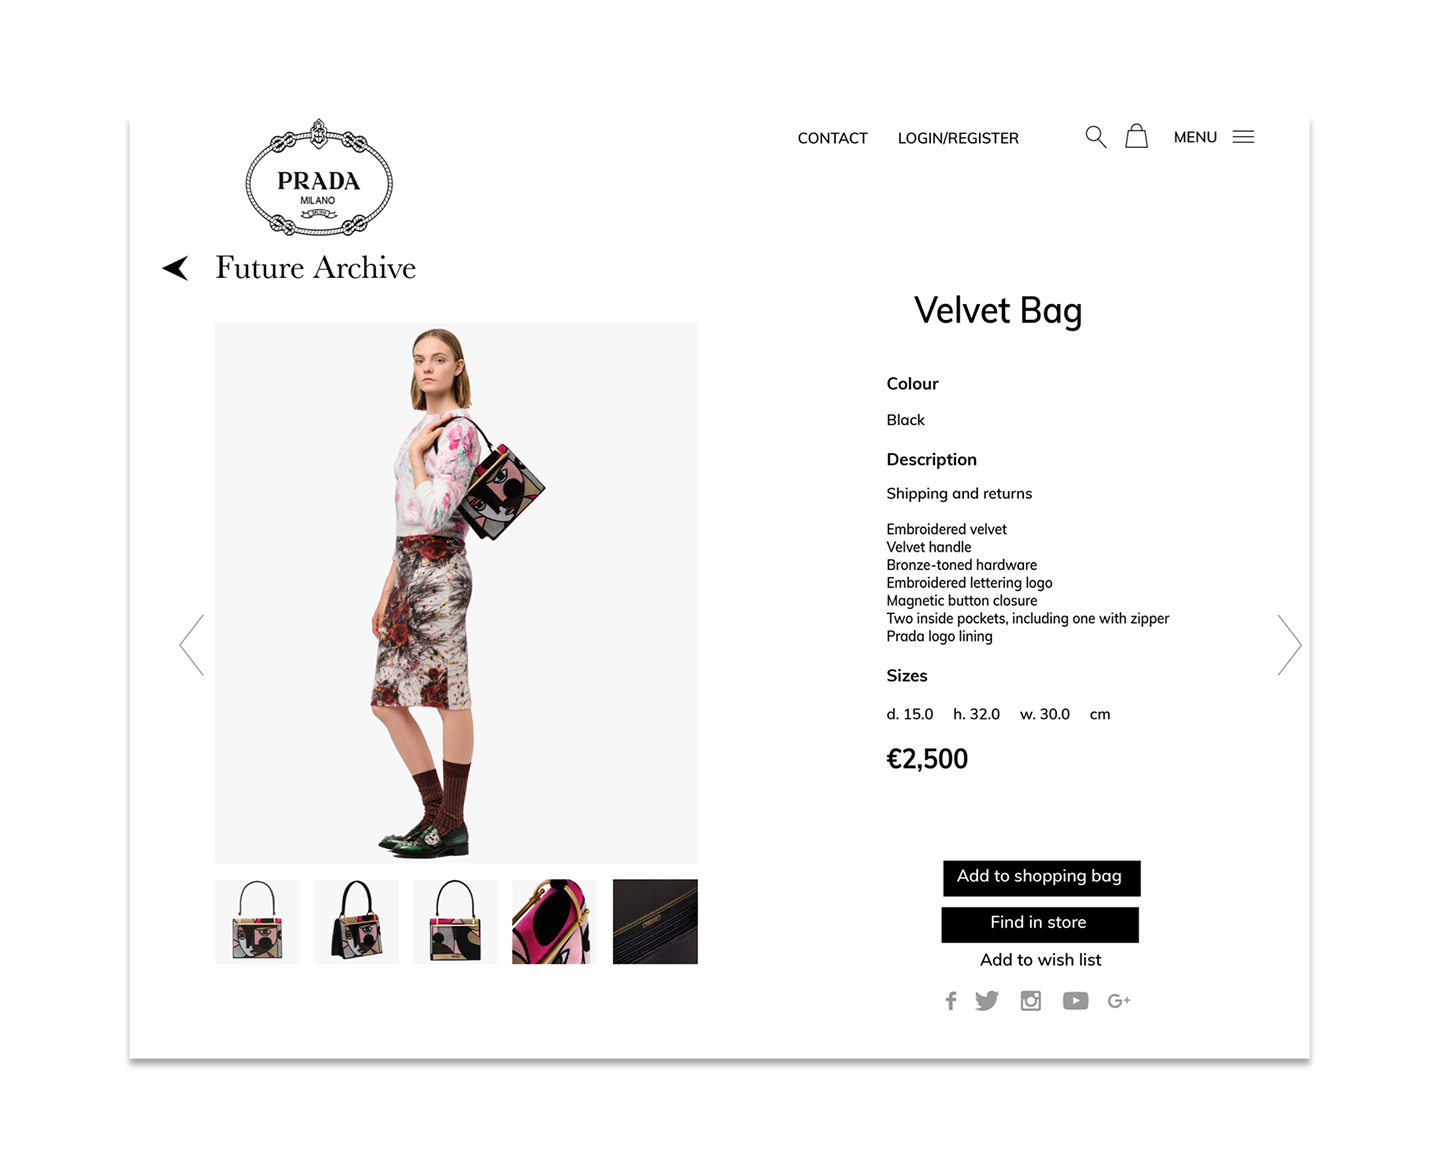 PRADA
MILANO
CONTACT
LOGIN/REGISTER
MENU
Future Archive
Velvet Bag
Colour
Black
Description
Shipping and returns
Embroidered velvet
Velvet handle
Bronze-toned hardware
Embroidered lettering logo
Magnetic button closure
Two inside pockets, including one with zipper
Prada logo lining
Sizes
d. 15.0 h. 32.0 w. 30.0 cm
€2,500
Add to shopping bag
Find in store
Add to wish list